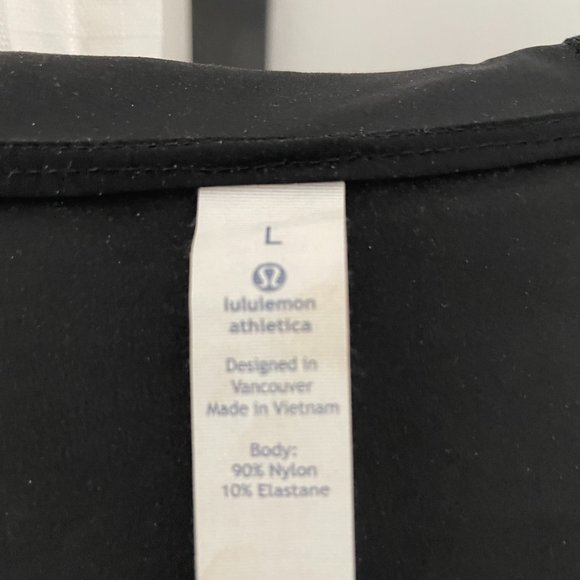 L
lululemon
athletica
Designed in
Vancouver
Made in Vietnam
Body:
90% Nylon
10% Elastane